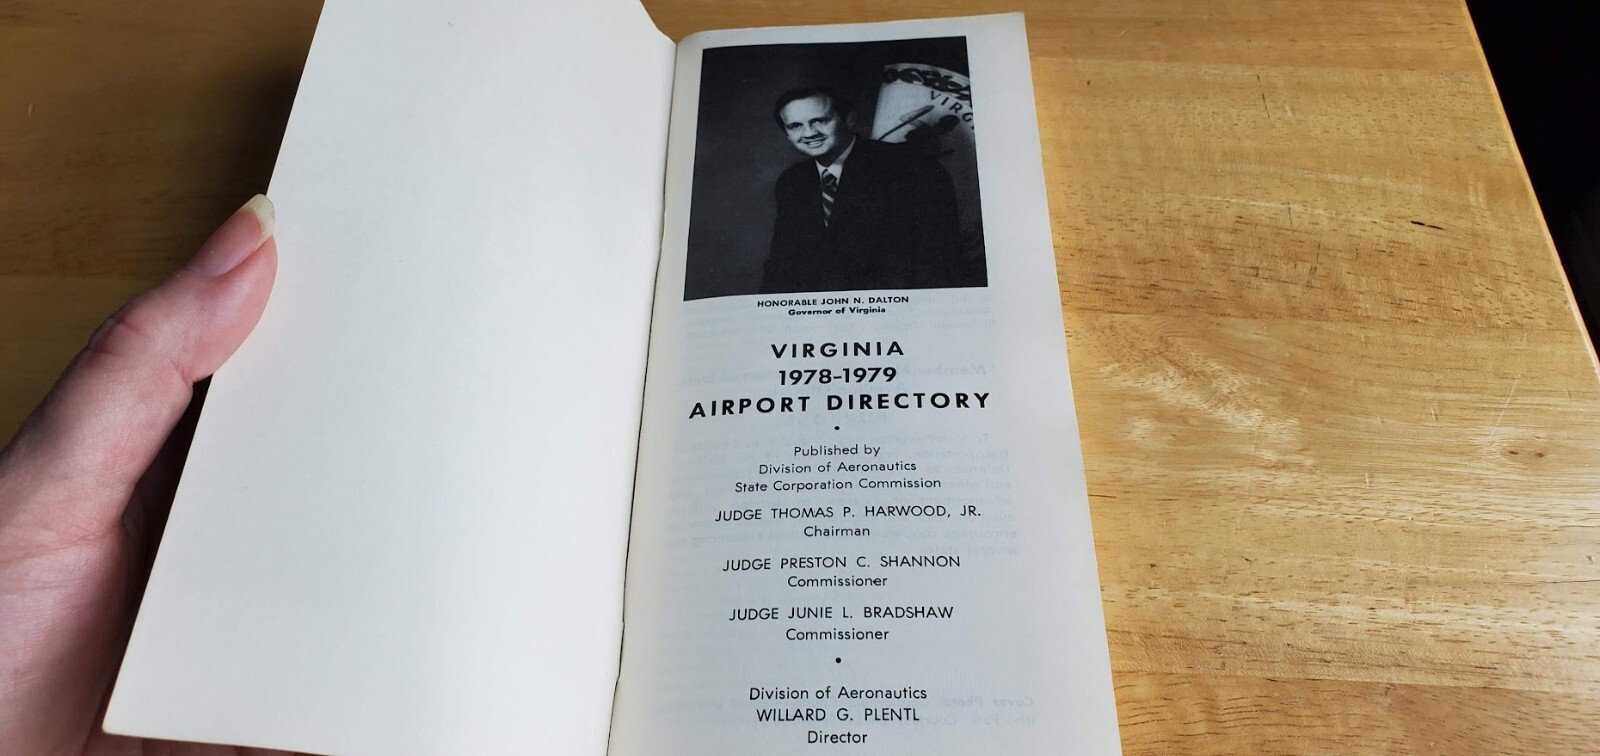 VIRG
HONORABLE JOHN N. DALTON
Governor of Virginia
VIRGINIA
1978-1979
AIRPORT DIRECTORY
•
Published by
Division of Aeronautics
State Corporation Commission
JUDGE THOMAS P. HARWOOD, JR.
Chairman
JUDGE PRESTON C. SHANNON
Commissioner
JUDGE JUNIE L. BRADSHAW
Commissioner
•
Division of Aeronautics
WILLARD G. PLENTL
Director